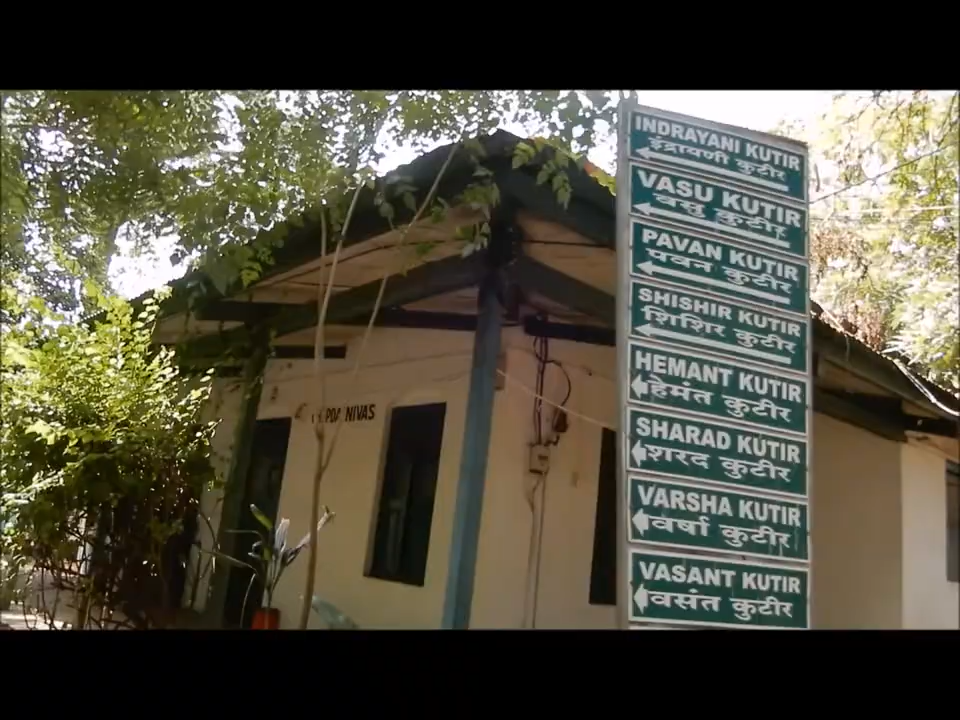 INDRAYANI KUTIR
इंद्रायणी कुटीर
VASU KUTIR
वसु कुटीर
PAVAN KUTIR
पवन कुटीर
SHISHIR KUTIR
शिशिर कुटीर
HEMANT KUTIR
हेमंत कुटीर
SHARAD KUTIR
शरद कुटीर
VARSHA KUTIR
वर्षा कुटीर
VASANT KUTIR
वसंत कुटीर
NIVAS